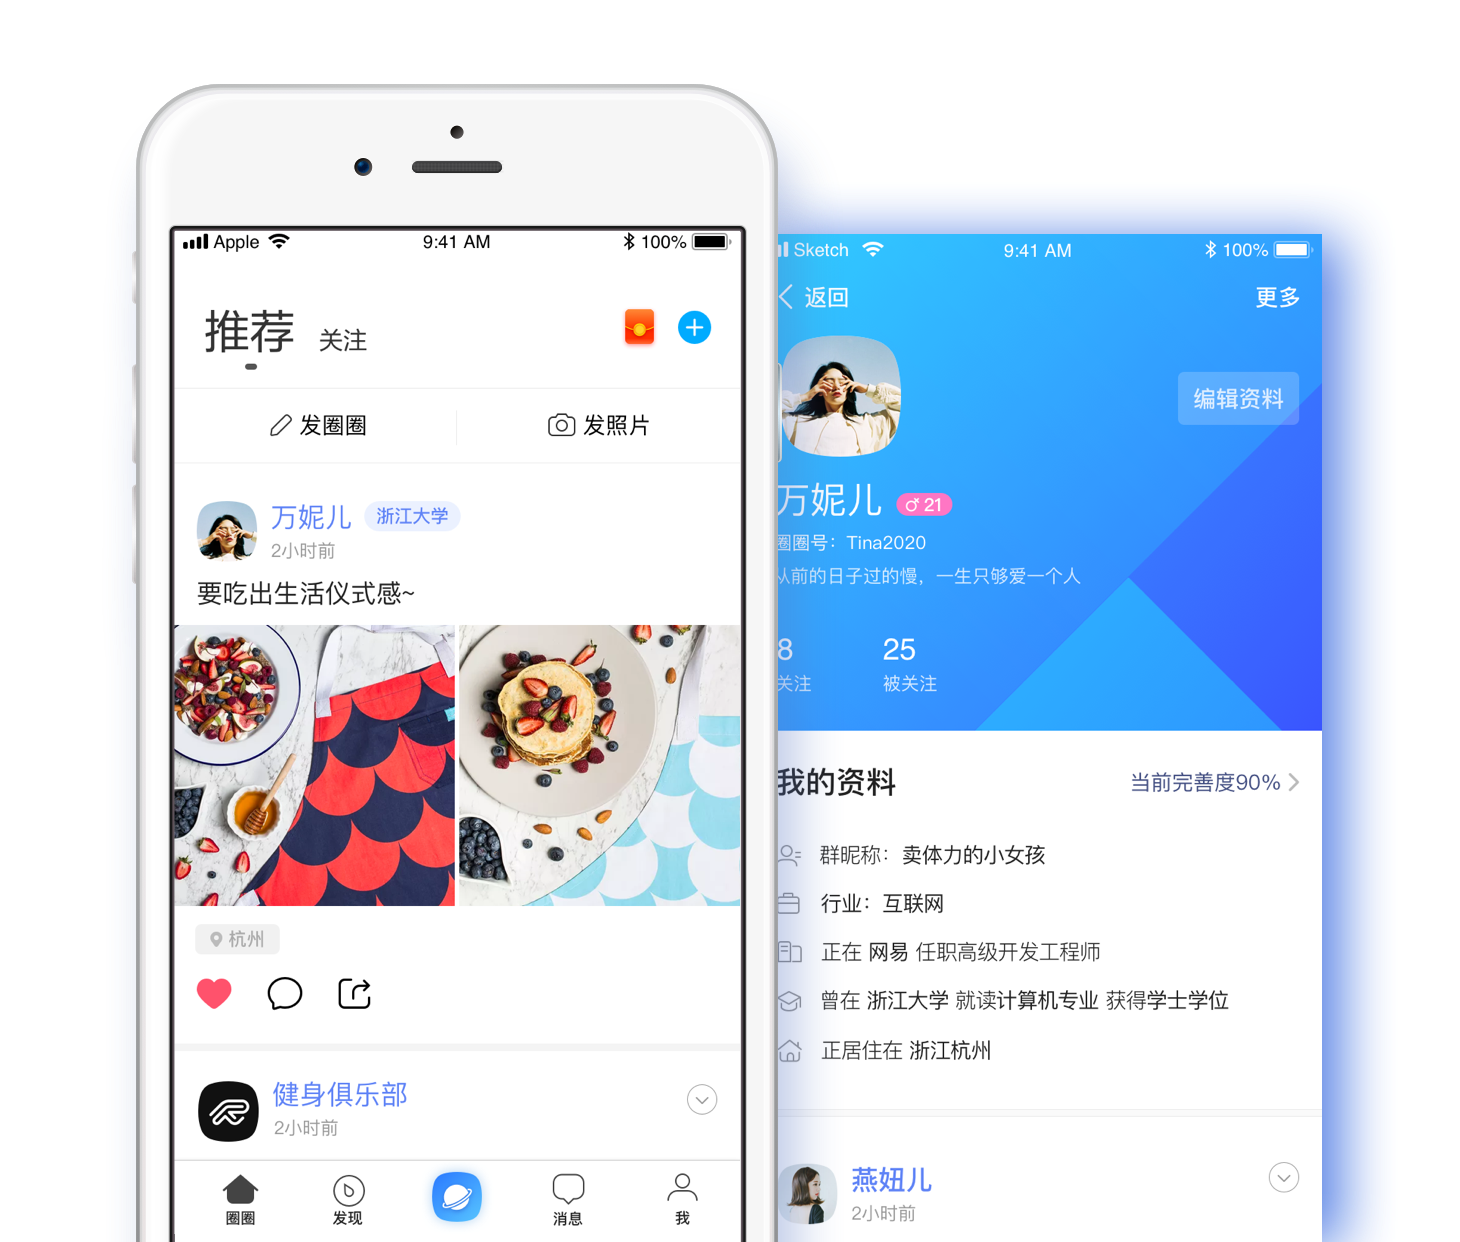 Apple
9:41 AM
100%
推荐 关注
发圈圈
发照片
万妮儿 浙江大学
2小时前
要吃出生活仪式感~
杭州
健身俱乐部
2小时前
圈圈
发现
消息
我
Sketch
9:41 AM
100%
返回
更多
编辑资料
万妮儿
21
圈圈号：Tina2020
从前的日子过的慢，一生只够爱一个人
8
25
关注
被关注
我的资料
当前完善度90%
群昵称：卖体力的小女孩
行业：互联网
正在 网易 任职高级开发工程师
曾在 浙江大学 就读计算机专业 获得学士学位
正居住在 浙江杭州
燕妞儿
2小时前